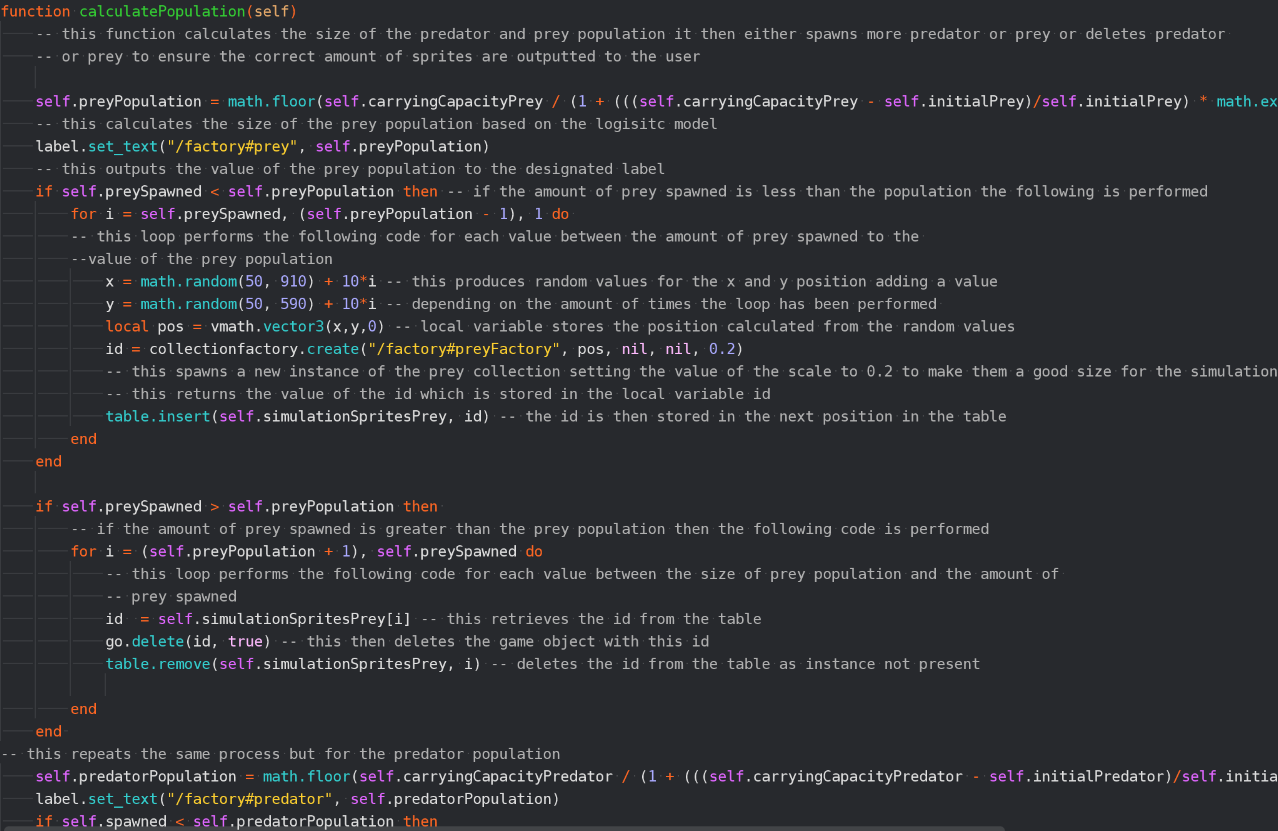 function calculatePopulation(self)
-- this function calculates the size of the predator and prey population it then either spawns more predator or prey or deletes predator
-- or prey to ensure the correct amount of sprites are outputted to the user
self.preyPopulation = math.floor(self.carryingCapacityPrey / (1 + (((self.carryingCapacityPrey - self.initialPrey)/self.initialPrey) * math.ex
-- this calculates the size of the prey population based on the logisitc model
label.set_text("/factory#prey", self.preyPopulation)
-- this outputs the value of the prey population to the designated label
if self.preySpawned < self.preyPopulation then -- if the amount of prey spawned is less than the population the following is performed
for i = self.preySpawned, (self.preyPopulation - 1), 1 do
-- this loop performs the following code for each value between the amount of prey spawned to the
--value of the prey population
x = math.random(50, 910) + 10*i -- this produces random values for the x and y position adding a value
y = math.random(50, 590) + 10*i -- depending on the amount of times the loop has been performed
local pos = vmath.vector3(x,y,0) -- local variable stores the position calculated from the random values
id = collectionfactory.create("/factory#preyFactory", pos, nil, nil, 0.2)
-- this spawns a new instance of the prey collection setting the value of the scale to 0.2 to make them a good size for the simulation
-- this returns the value of the id which is stored in the local variable id
table.insert(self.simulationSpritesPrey, id) -- the id is then stored in the next position in the table
end
end
if self.preySpawned > self.preyPopulation then
-- if the amount of prey spawned is greater than the prey population then the following code is performed
for i = (self.preyPopulation + 1), self.preySpawned do
-- this loop performs the following code for each value between the size of prey population and the amount of
-- prey spawned
id  = self.simulationSpritesPrey[i] -- this retrieves the id from the table
go.delete(id, true) -- this then deletes the game object with this id
table.remove(self.simulationSpritesPrey, i) -- deletes the id from the table as instance not present
end
end
-- this repeats the same process but for the predator population
self.predatorPopulation = math.floor(self.carryingCapacityPredator / (1 + (((self.carryingCapacityPredator - self.initialPredator)/self.initia
label.set_text("/factory#predator", self.predatorPopulation)
if self.spawned < self.predatorPopulation then